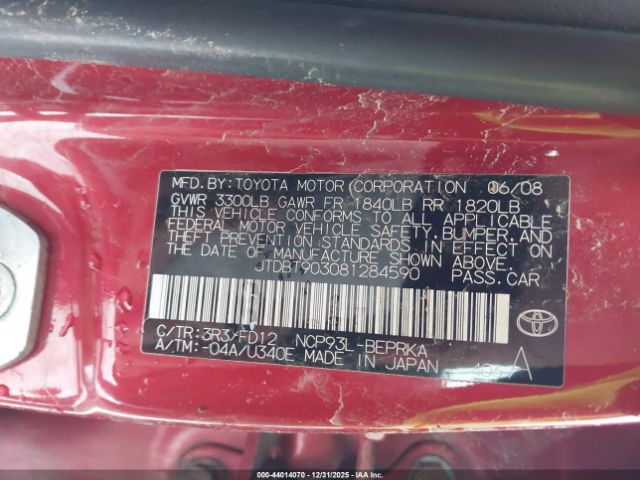 MFD.BY:TOYOTA MOTOR CORPORATION 06/08
GVWR 3300LB GAWR FR 1840LB RR 1820LB
THIS VEHICLE CONFORMS TO ALL APPLICABLE
FEDERAL MOTOR VEHICLE SAFETY, BUMPER, AND
THEFT PREVENTION STANDARDS IN EFFECT ON
THE DATE OF MANUFACTURE SHOWN ABOVE.
JTDBT903081284590 PASS.CAR
C/TR:3R3/FD12 NCP93L-BEPRKA
A/TM:-04A/U340E MADE IN JAPAN A
TOYOTA
000-44014070 - 12/31/2025 - IAAI.com